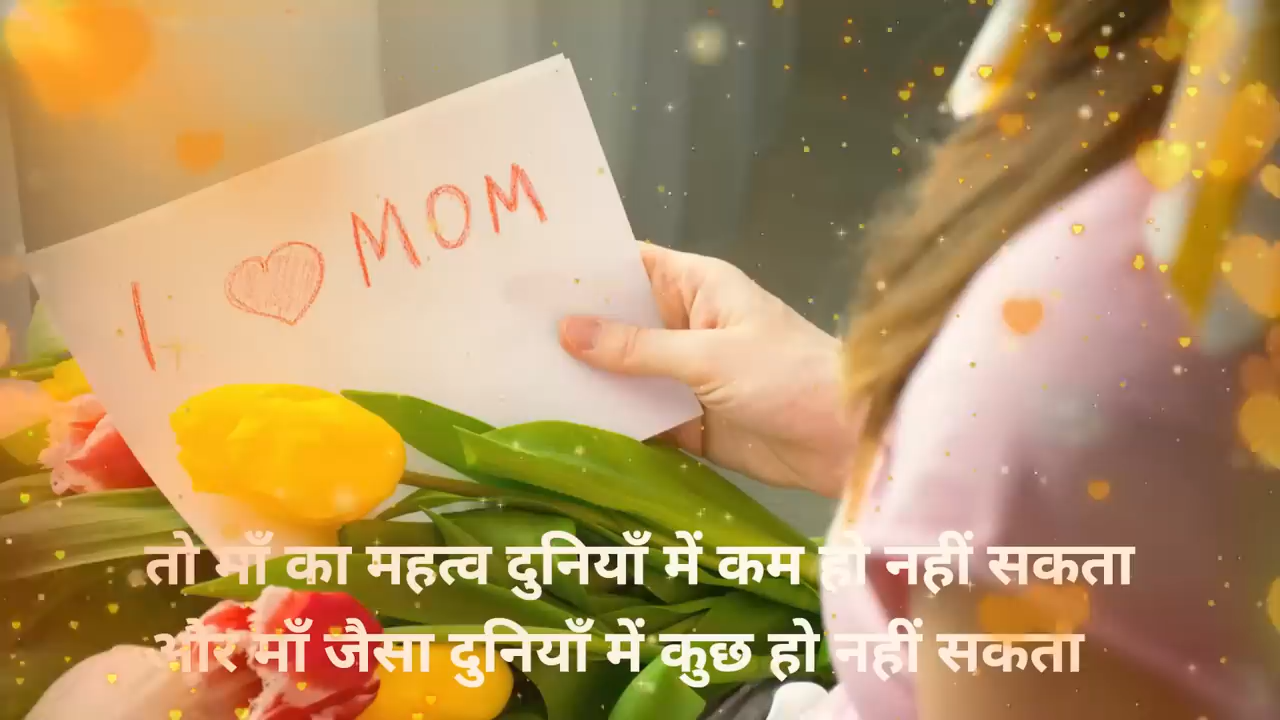 I ♥ MOM
तो माँ का महत्व दुनियाँ में कम हो नहीं सकता
और माँ जैसा दुनियाँ में कुछ हो नहीं सकता